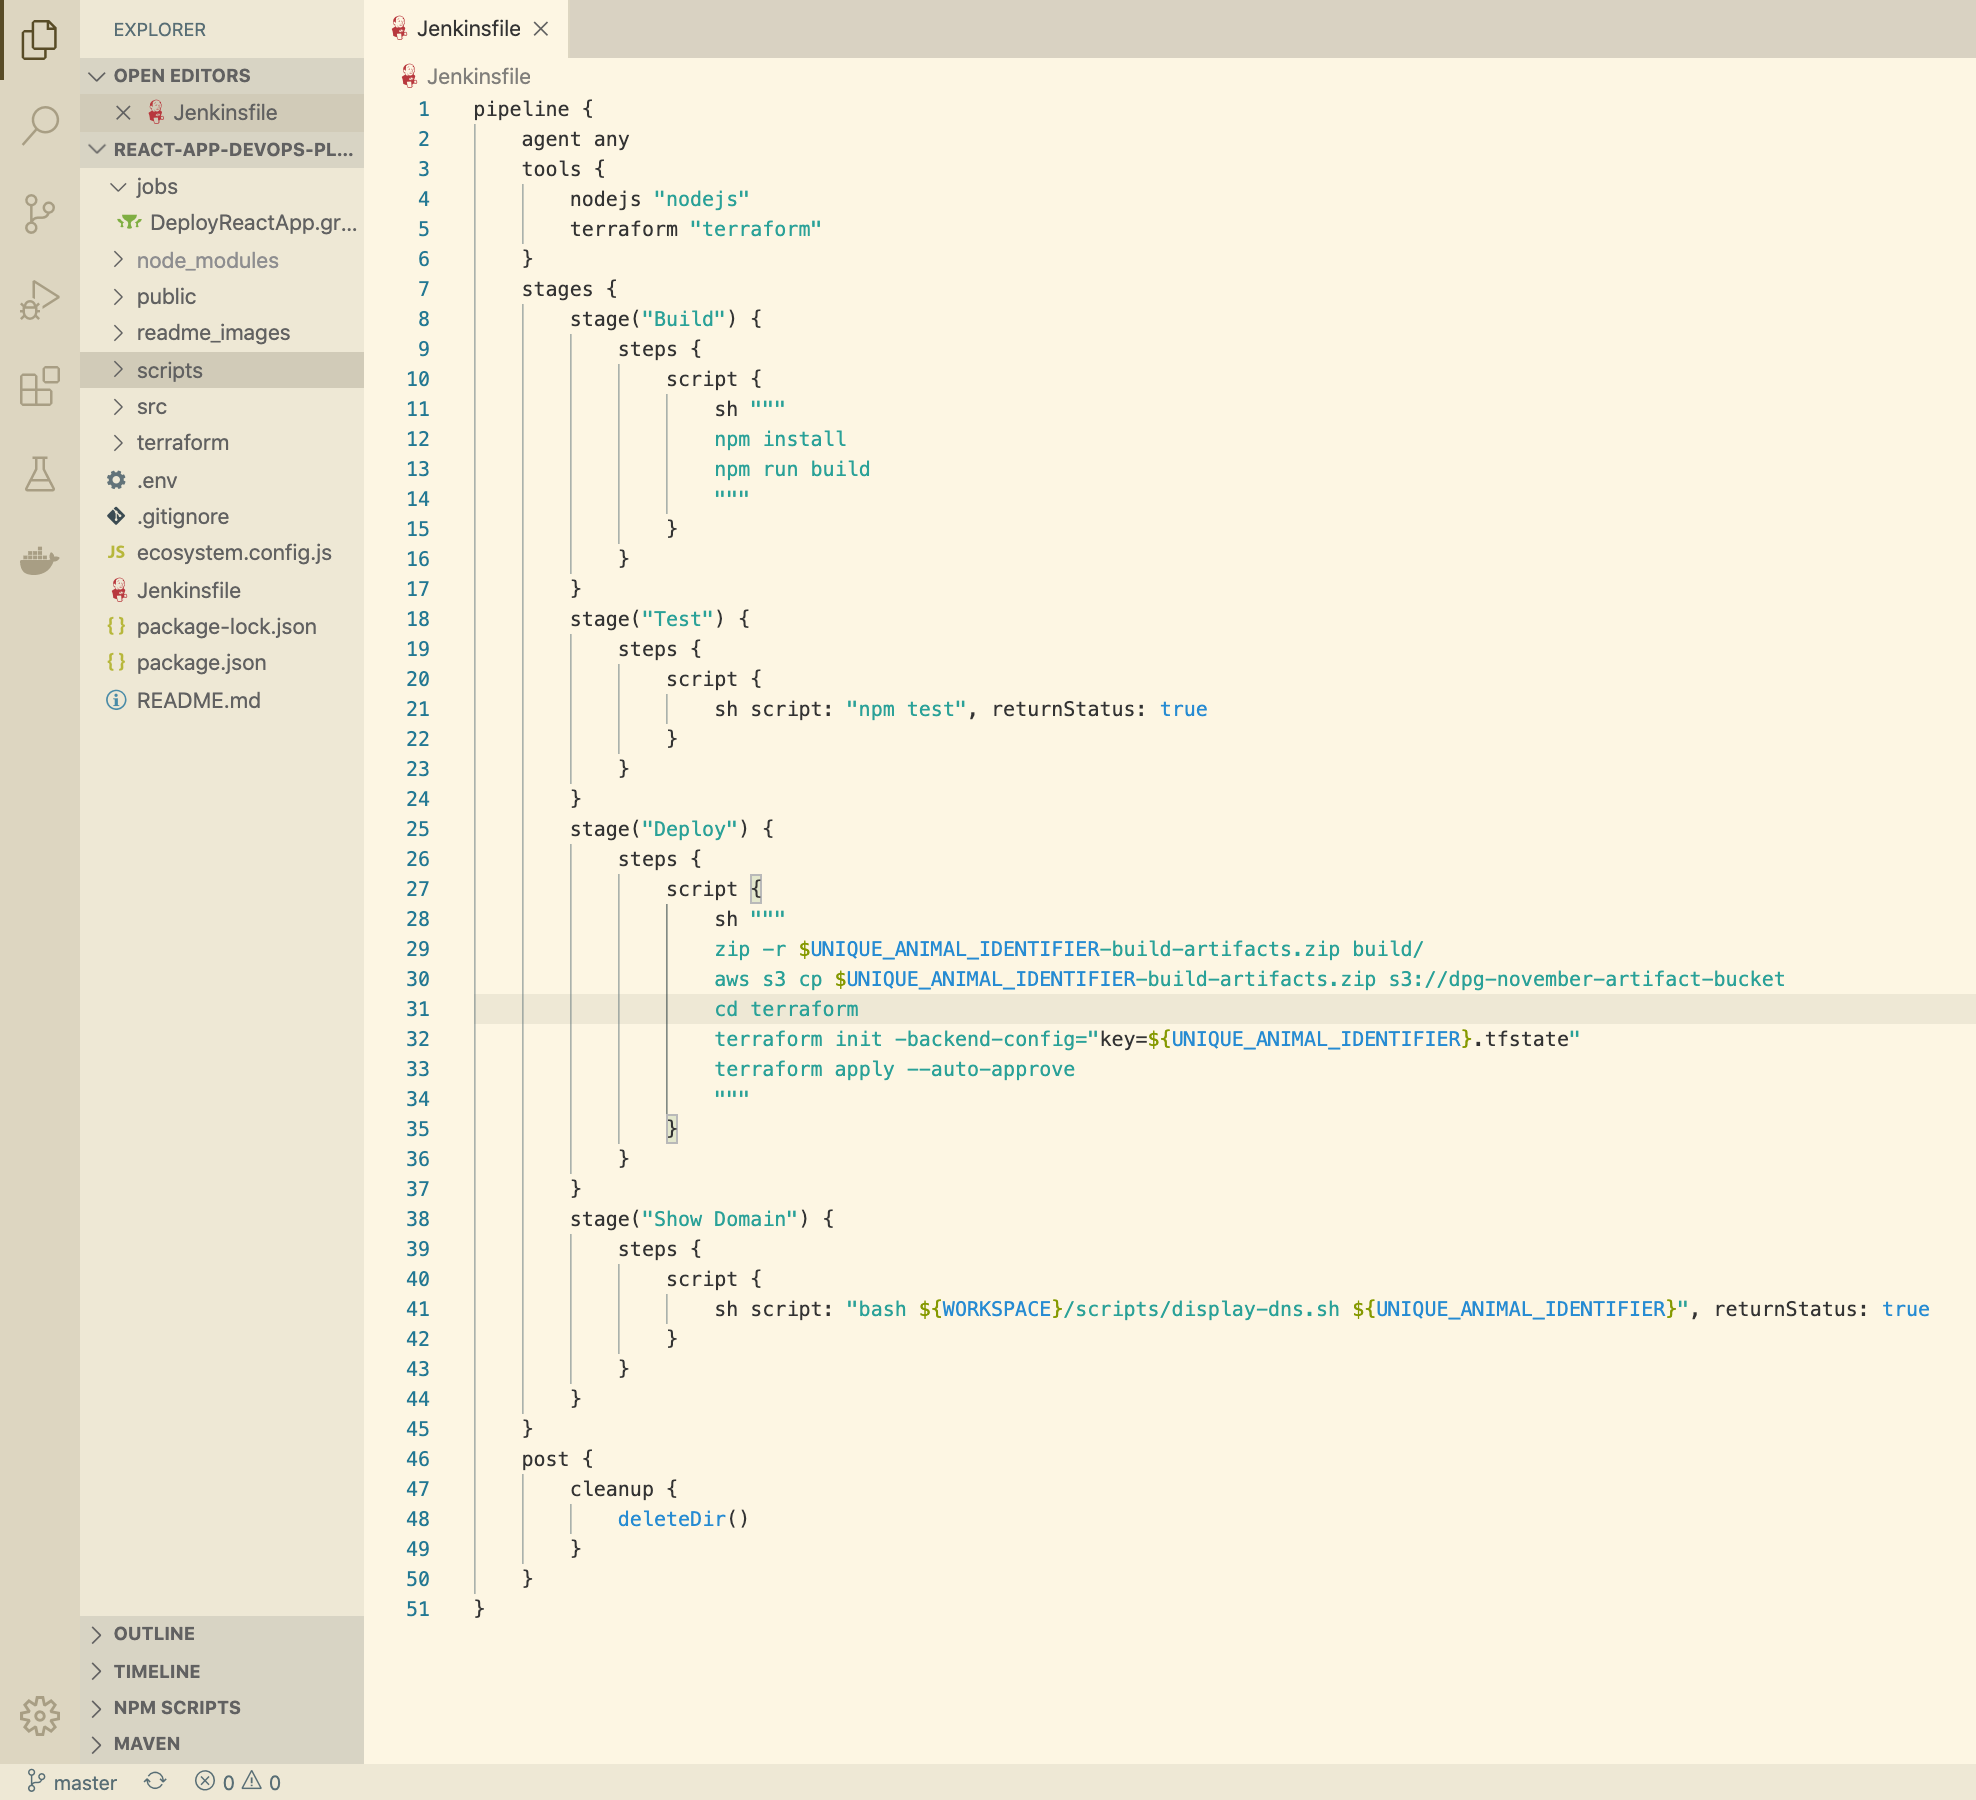 EXPLORER
OPEN EDITORS
Jenkinsfile
REACT-APP-DEVOPS-PL...
jobs
DeployReactApp.gr...
node_modules
public
readme_images
scripts
src
terraform
.env
.gitignore
JS ecosystem.config.js
Jenkinsfile
{} package-lock.json
{} package.json
README.md
OUTLINE
TIMELINE
NPM SCRIPTS
MAVEN
Jenkinsfile
Jenkinsfile
1 pipeline {
2     agent any
3     tools {
4         nodejs "nodejs"
5         terraform "terraform"
6     }
7     stages {
8         stage("Build") {
9             steps {
10                 script {
11                     sh """
12                     npm install
13                     npm run build
14                     """
15                 }
16             }
17         }
18         stage("Test") {
19             steps {
20                 script {
21                     sh script: "npm test", returnStatus: true
22                 }
23             }
24         }
25         stage("Deploy") {
26             steps {
27                 script {
28                     sh """
29                     zip -r $UNIQUE_ANIMAL_IDENTIFIER-build-artifacts.zip build/
30                     aws s3 cp $UNIQUE_ANIMAL_IDENTIFIER-build-artifacts.zip s3://dpg-november-artifact-bucket
31                     cd terraform
32                     terraform init -backend-config="key=${UNIQUE_ANIMAL_IDENTIFIER}.tfstate"
33                     terraform apply --auto-approve
34                     """
35                 }
36             }
37         }
38         stage("Show Domain") {
39             steps {
40                 script {
41                     sh script: "bash ${WORKSPACE}/scripts/display-dns.sh ${UNIQUE_ANIMAL_IDENTIFIER}", returnStatus: true
42                 }
43             }
44         }
45     }
46     post {
47         cleanup {
48             deleteDir()
49         }
50     }
51 }
master 0 0